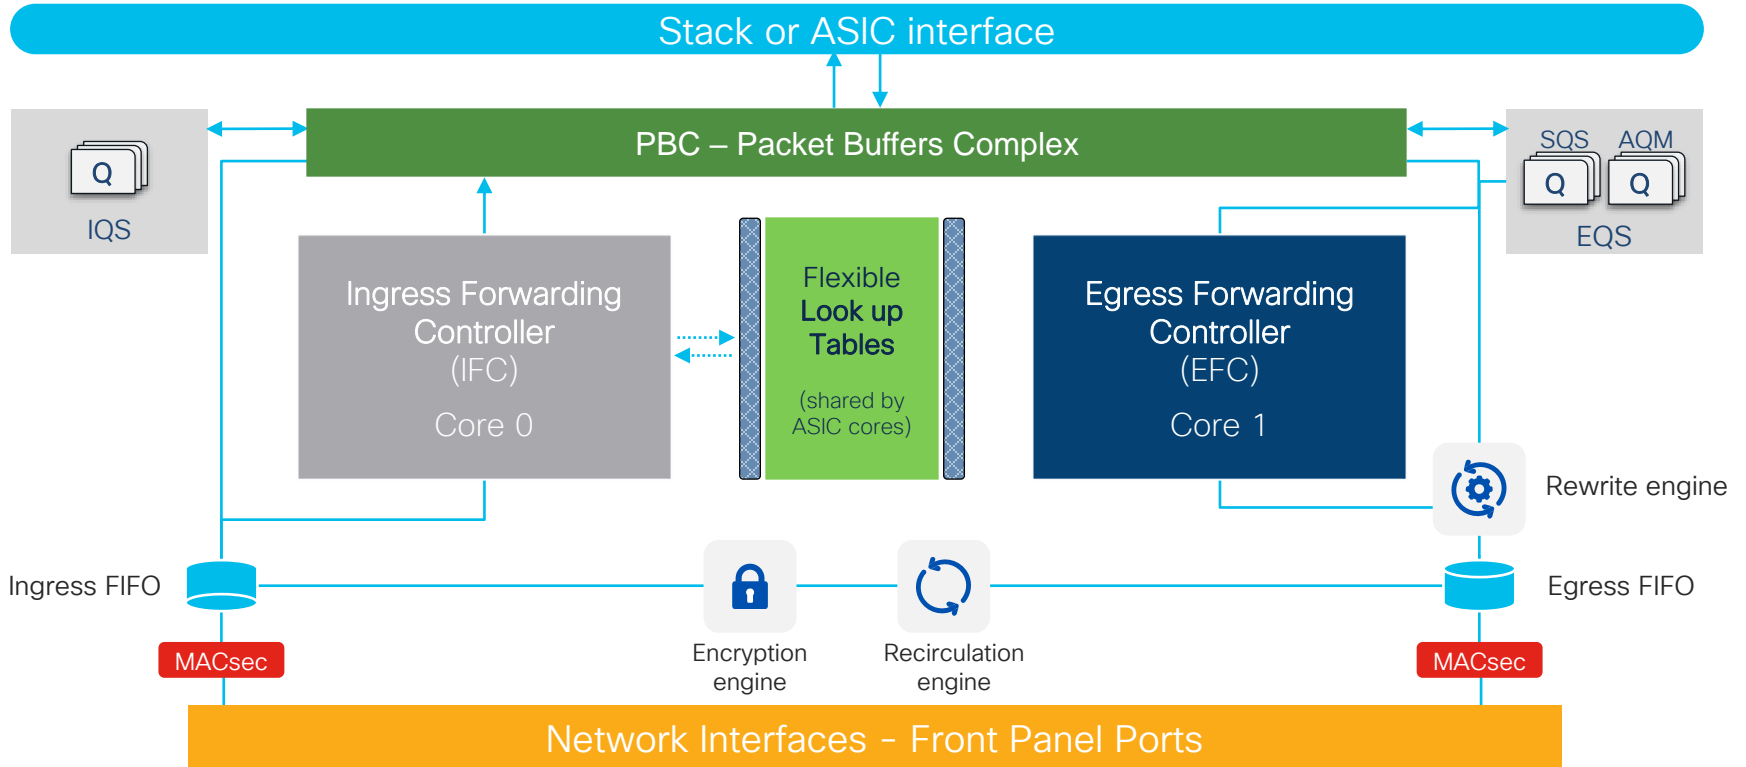 Stack or ASIC interface
PBC – Packet Buffers Complex
Q
IQS
SQS AQM
Q Q
EQS
Ingress Forwarding
Controller
(IFC)
Core 0
Flexible
Look up
Tables
(shared by
ASIC cores)
Egress Forwarding
Controller
(EFC)
Core 1
Rewrite engine
Ingress FIFO
Egress FIFO
Encryption
engine
Recirculation
engine
MACsec
MACsec
Network Interfaces - Front Panel Ports